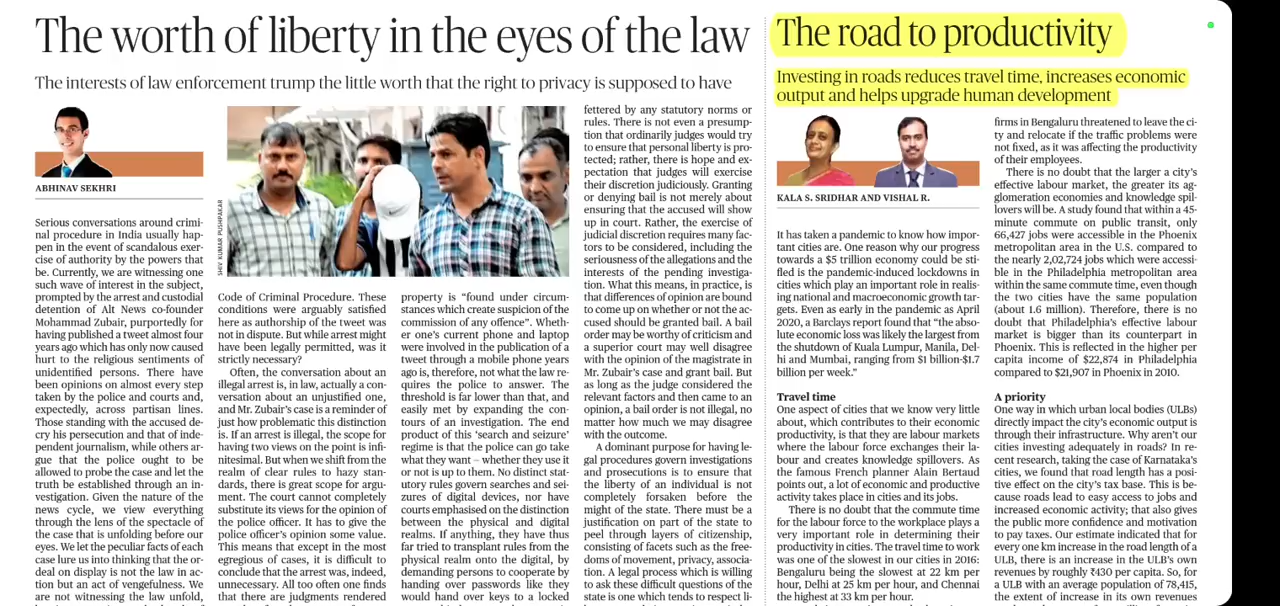 The worth of liberty in the eyes of the law
The interests of law enforcement trump the little worth that the right to privacy is supposed to have
ABHINAV SEKHRI
Serious conversations around crimi-
nal procedure in India usually hap-
pen in the event of scandalous exer-
cise of authority by the powers that
be. Currently, we are witnessing one
such wave of interest in the subject,
prompted by the arrest and custodial
detention of Alt News co-founder
Mohammad Zubair, purportedly for
having published a tweet almost four
years ago which has only now caused
hurt to the religious sentiments of
unidentified persons. There have
been opinions on almost every step
taken by the police and courts and,
expectedly, across partisan lines.
Those standing with the accused de-
cry his persecution and that of inde-
pendent journalism, while others ar-
gue that the police ought to be
allowed to probe the case and let the
truth be established through an in-
vestigation. Given the nature of the
news cycle, we view everything
through the lens of the spectacle of
the case that is unfolding before our
eyes. We let the peculiar facts of each
case lure us into thinking that the or-
deal on display is not the law in ac-
tion but an act of vengefulness. We
are not witnessing the law unfold,
SHIV KUMAR PUSHPAKAR
Code of Criminal Procedure. These
conditions were arguably satisfied
here as authorship of the tweet was
not in dispute. But while arrest might
have been legally permitted, was it
strictly necessary?
Often, the conversation about an
illegal arrest is, in law, actually a con-
versation about an unjustified one,
and Mr. Zubair's case is a reminder of
just how problematic this distinction
is. If an arrest is illegal, the scope for
having two views on the point is infi-
nitesimal. But when we shift from the
realm of clear rules to hazy stan-
dards, there is great scope for argu-
ment. The court cannot completely
substitute its views for the opinion of
the police officer. It has to give the
police officer's opinion some value.
This means that except in the most
egregious of cases, it is difficult to
conclude that the arrest was, indeed,
unnecessary. All too often one finds
that there are judgments rendered
property is “found under circum-
stances which create suspicion of the
commission of any offence”. Wheth-
er one's current phone and laptop
were involved in the publication of a
tweet through a mobile phone years
ago is, therefore, not what the law re-
quires the police to answer. The
threshold is far lower than that, and
easily met by expanding the con-
tours of an investigation. The end
product of this ‘search and seizure’
regime is that the police can go take
what they want – whether they use it
or not is up to them. No distinct stat-
utory rules govern searches and sei-
zures of digital devices, nor have
courts emphasised on the distinction
between the physical and digital
realms. If anything, they have thus
far tried to transplant rules from the
physical realm onto the digital, by
demanding persons to cooperate by
handing over passwords like they
would hand over keys to a locked
fettered by any statutory norms or
rules. There is not even a presump-
tion that ordinarily judges would try
to ensure that personal liberty is pro-
tected; rather, there is hope and ex-
pectation that judges will exercise
their discretion judiciously. Granting
or denying bail is not merely about
ensuring that the accused will show
up in court. Rather, the exercise of
judicial discretion requires many fac-
tors to be considered, including the
seriousness of the allegations and the
interests of the pending investiga-
tion. What this means, in practice, is
that differences of opinion are bound
to come up on whether or not the ac-
cused should be granted bail. A bail
order may be worthy of criticism and
a superior court may well disagree
with the opinion of the magistrate in
Mr. Zubair's case and grant bail. But
as long as the judge considered the
relevant factors and then came to an
opinion, a bail order is not illegal, no
matter how much we may disagree
with the outcome.
A dominant purpose for having le-
gal procedures govern investigations
and prosecutions is to ensure that
the liberty of an individual is not
completely forsaken before the
might of the state. There must be a
justification on part of the state to
peel through layers of citizenship,
consisting of facets such as the free-
doms of movement, privacy, associa-
tion. A legal process which is willing
to ask these difficult questions of the
state is one which tends to respect li-
The road to productivity
Investing in roads reduces travel time, increases economic
output and helps upgrade human development
KALA S. SRIDHAR AND VISHAL R.
It has taken a pandemic to know how impor-
tant cities are. One reason why our progress
towards a $5 trillion economy could be sti-
fled is the pandemic-induced lockdowns in
cities which play an important role in real-
ising national and macroeconomic growth tar-
gets. Even as early in the pandemic as April
2020, a Barclays report found that “the abso-
lute economic loss was likely the largest from
the shutdown of Kuala Lumpur, Manila, Del-
hi and Mumbai, ranging from $1 billion-$1.7
billion per week.”
Travel time
One aspect of cities that we know very little
about, which contributes to their economic
productivity, is that they are labour markets
where the labour force exchanges their la-
bour and creates knowledge spillovers. As
the famous French planner Alain Bertaud
points out, a lot of economic and productive
activity takes place in cities and its jobs.
There is no doubt that the commute time
for the labour force to the workplace plays a
very important role in determining their
productivity in cities. The travel time to work
was one of the slowest in our cities in 2016:
Bengaluru being the slowest at 22 km per
hour, Delhi at 25 km per hour, and Chennai
the highest at 33 km per hour.
firms in Bengaluru threatened to leave the ci-
ty and relocate if the traffic problems were
not fixed, as it was affecting the productivity
of their employees.
There is no doubt that the larger a city's
effective labour market, the greater its ag-
glomeration economies and knowledge spil-
lovers will be. A study found that within a 45-
minute commute on public transit, only
66,427 jobs were accessible in the Phoenix
metropolitan area in the U.S. compared to
the nearly 2,02,724 jobs which were accessi-
ble in the Philadelphia metropolitan area
within the same commute time, even though
the two cities have the same population
(about 1.6 million). Therefore, there is no
doubt that Philadelphia's effective labour
market is bigger than its counterpart in
Phoenix. This is reflected in the higher per
capita income of $22,874 in Philadelphia
compared to $21,907 in Phoenix in 2010.
A priority
One way in which urban local bodies (ULBs)
directly impact the city's economic output is
through their infrastructure. Why aren't our
cities investing adequately in roads? In re-
cent research, taking the case of Karnataka's
cities, we found that road length has a posi-
tive effect on the city's tax base. This is be-
cause roads lead to easy access to jobs and
increased economic activity; that also gives
the public more confidence and motivation
to pay taxes. Our estimate indicated that for
every one km increase in the road length of a
ULB, there is an increase in the ULB's own
revenues by roughly ₹430 per capita. So, for
a ULB with an average population of 78,415,
the extent of increase in its own revenues